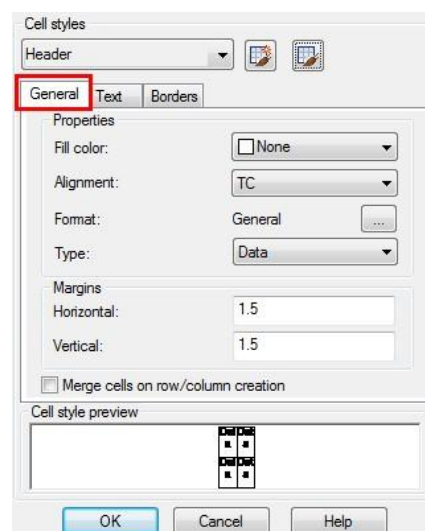 Cell styles
Header
General Text Borders
Properties
Fill color: None
Alignment: TC
Format: General ...
Type: Data
Margins
Horizontal: 1.5
Vertical: 1.5
Merge cells on row/column creation
Cell style preview
OK Cancel Help